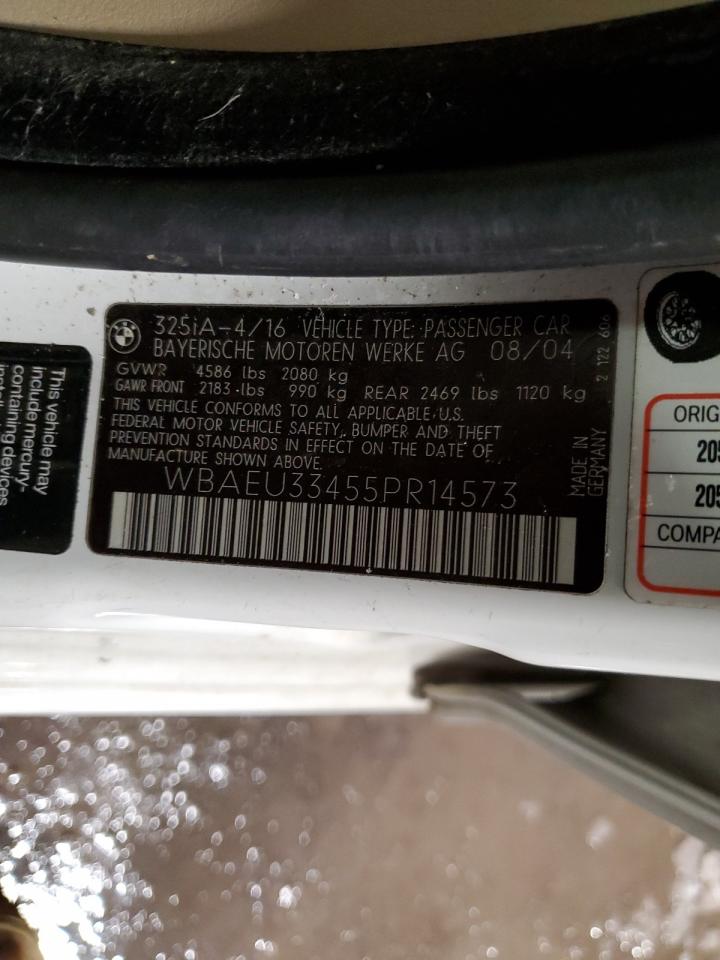 325iA-4/16 VEHICLE TYPE: PASSENGER CAR
BAYERISCHE MOTOREN WERKE AG 08/04
GVWR 4586 lbs 2080 kg
GAWR FRONT 2183 lbs 990 kg REAR 2469 lbs 1120 kg
THIS VEHICLE CONFORMS TO ALL APPLICABLE U.S.
FEDERAL MOTOR VEHICLE SAFETY, BUMPER AND THEFT
PREVENTION STANDARDS IN EFFECT ON THE DATE OF
MANUFACTURE SHOWN ABOVE.
WBAEU33455PR14573
MADE IN
GERMANY
2 122 606
This vehicle may
include mercury-
containing devices
ORIG
205
205
COMPA